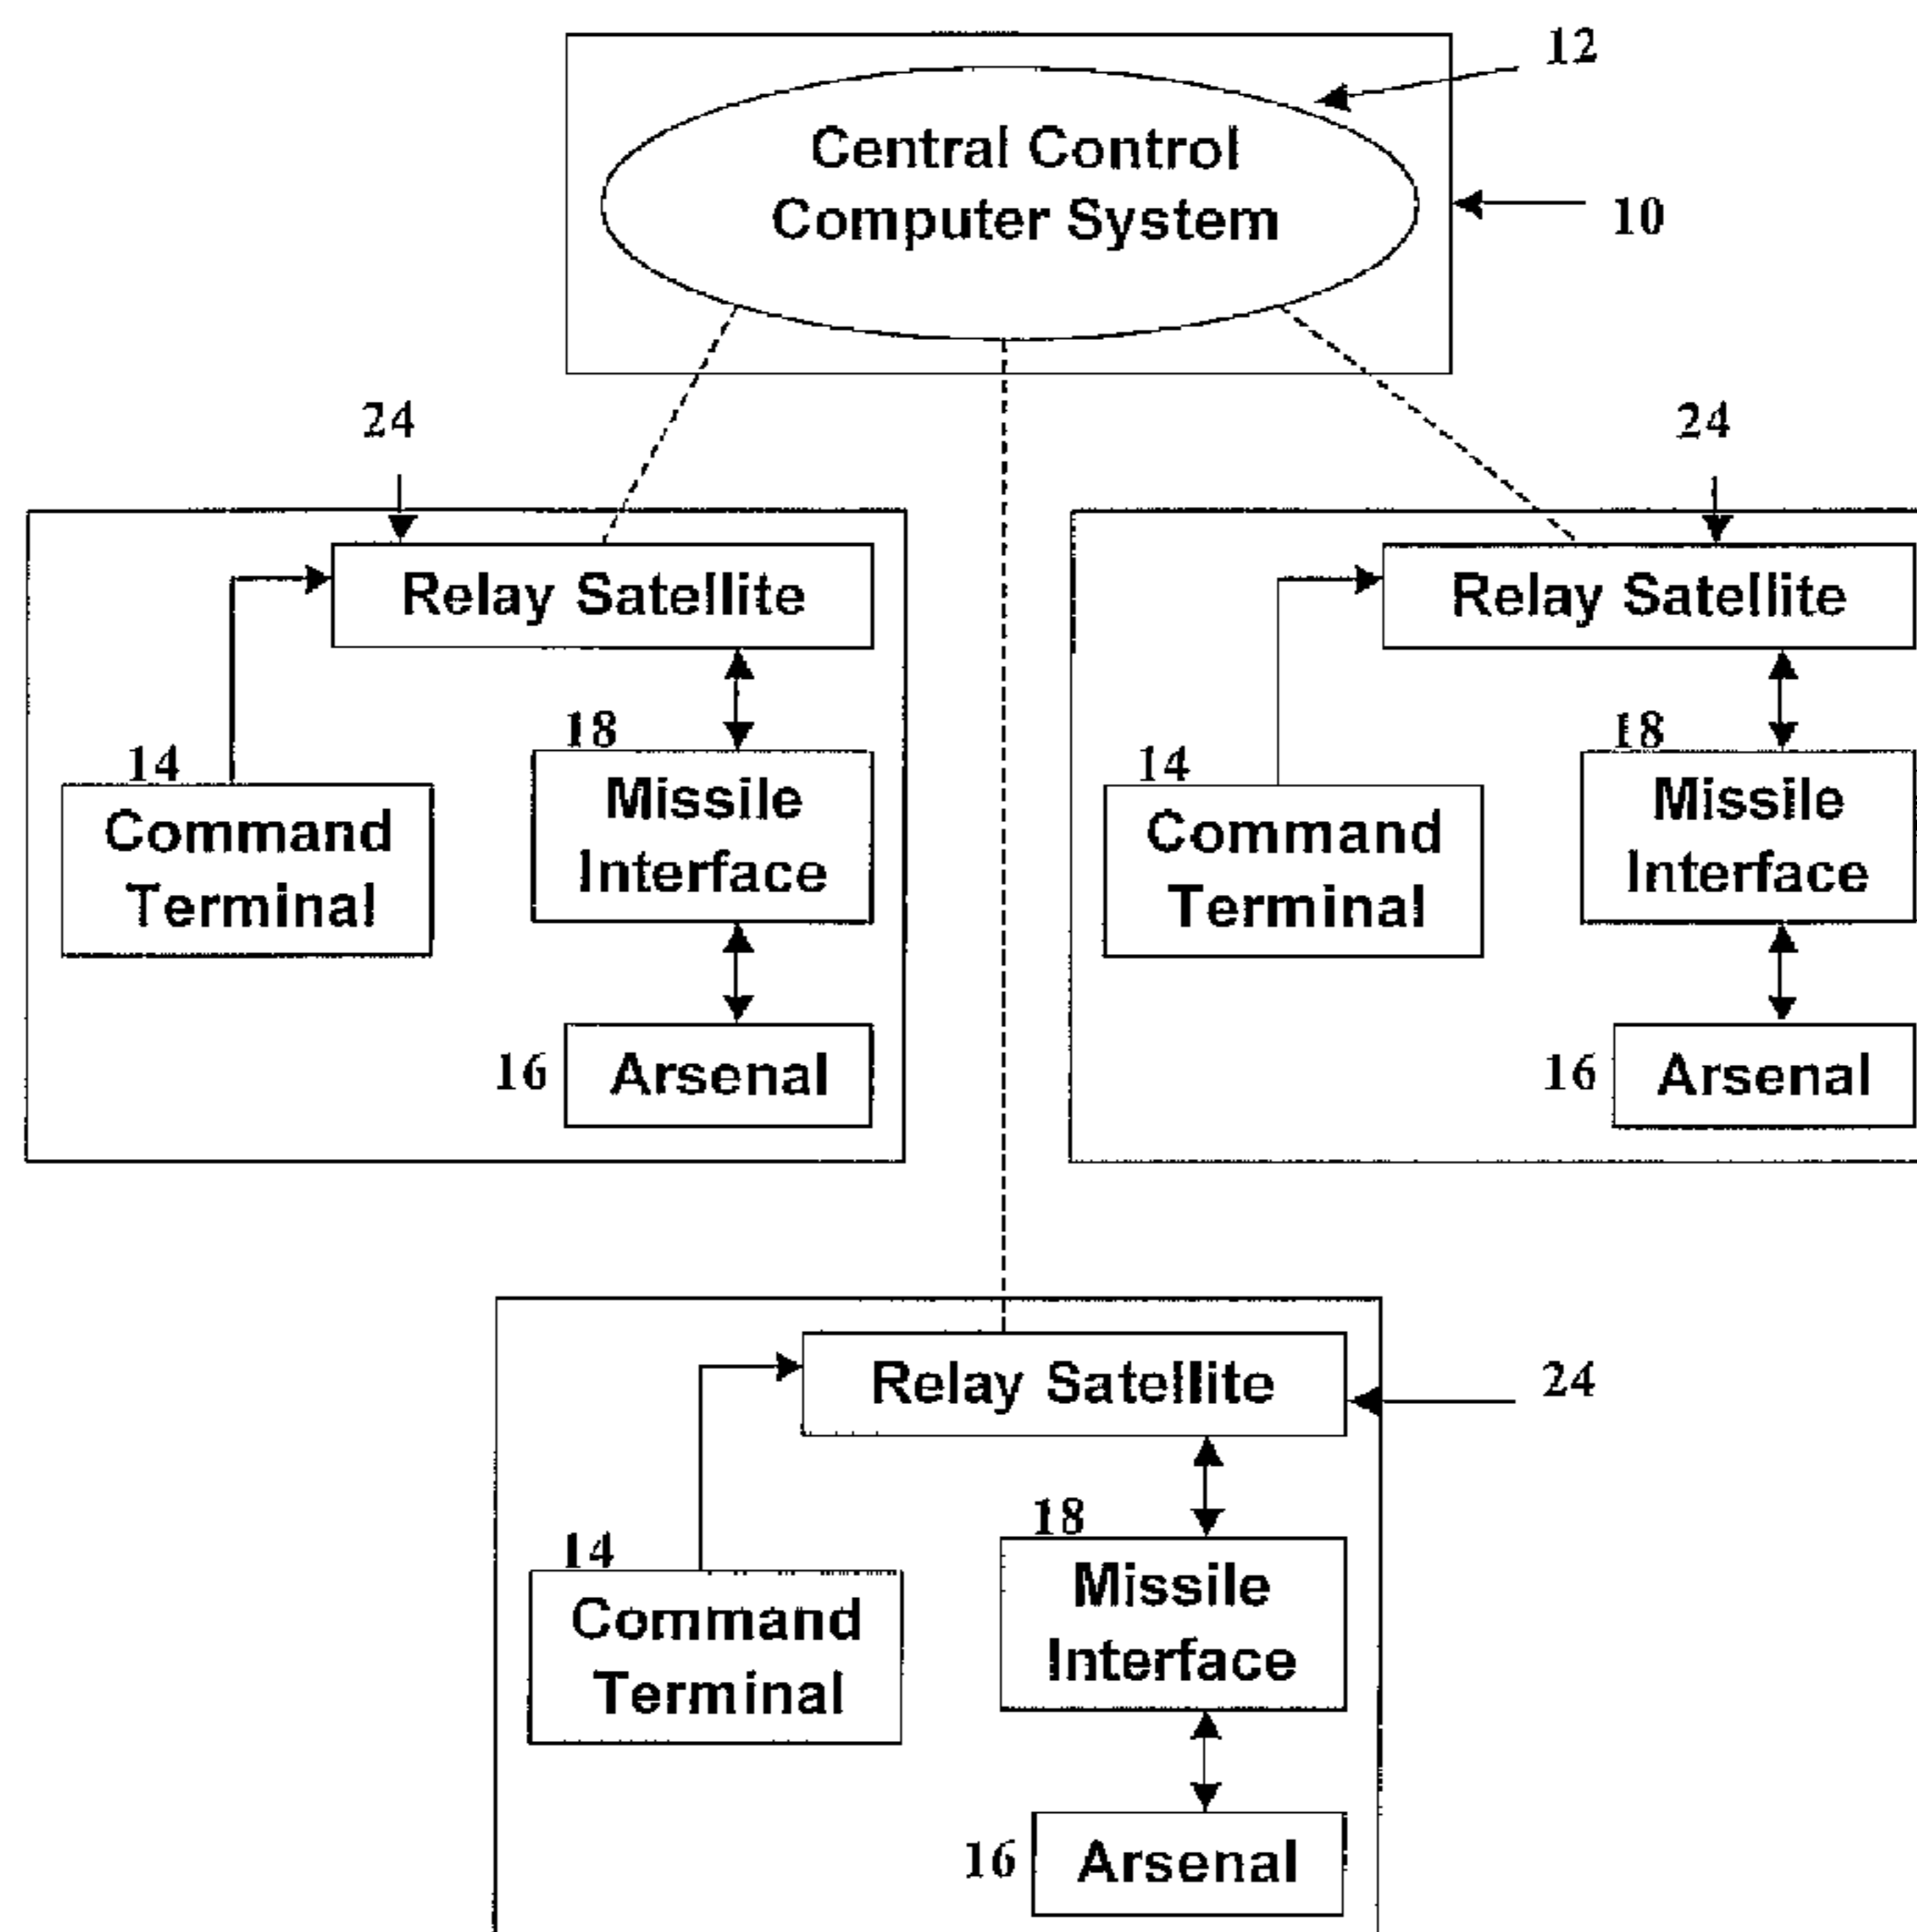 12
Central Control
Computer System
10
24
24
Relay Satellite
Relay Satellite
18
18
14
14
Missile
Interface
Missile
Interface
Command
Terminal
Command
Terminal
16
Arsenal
16
Arsenal
Relay Satellite
24
18
14
Missile
Interface
Command
Terminal
16
Arsenal